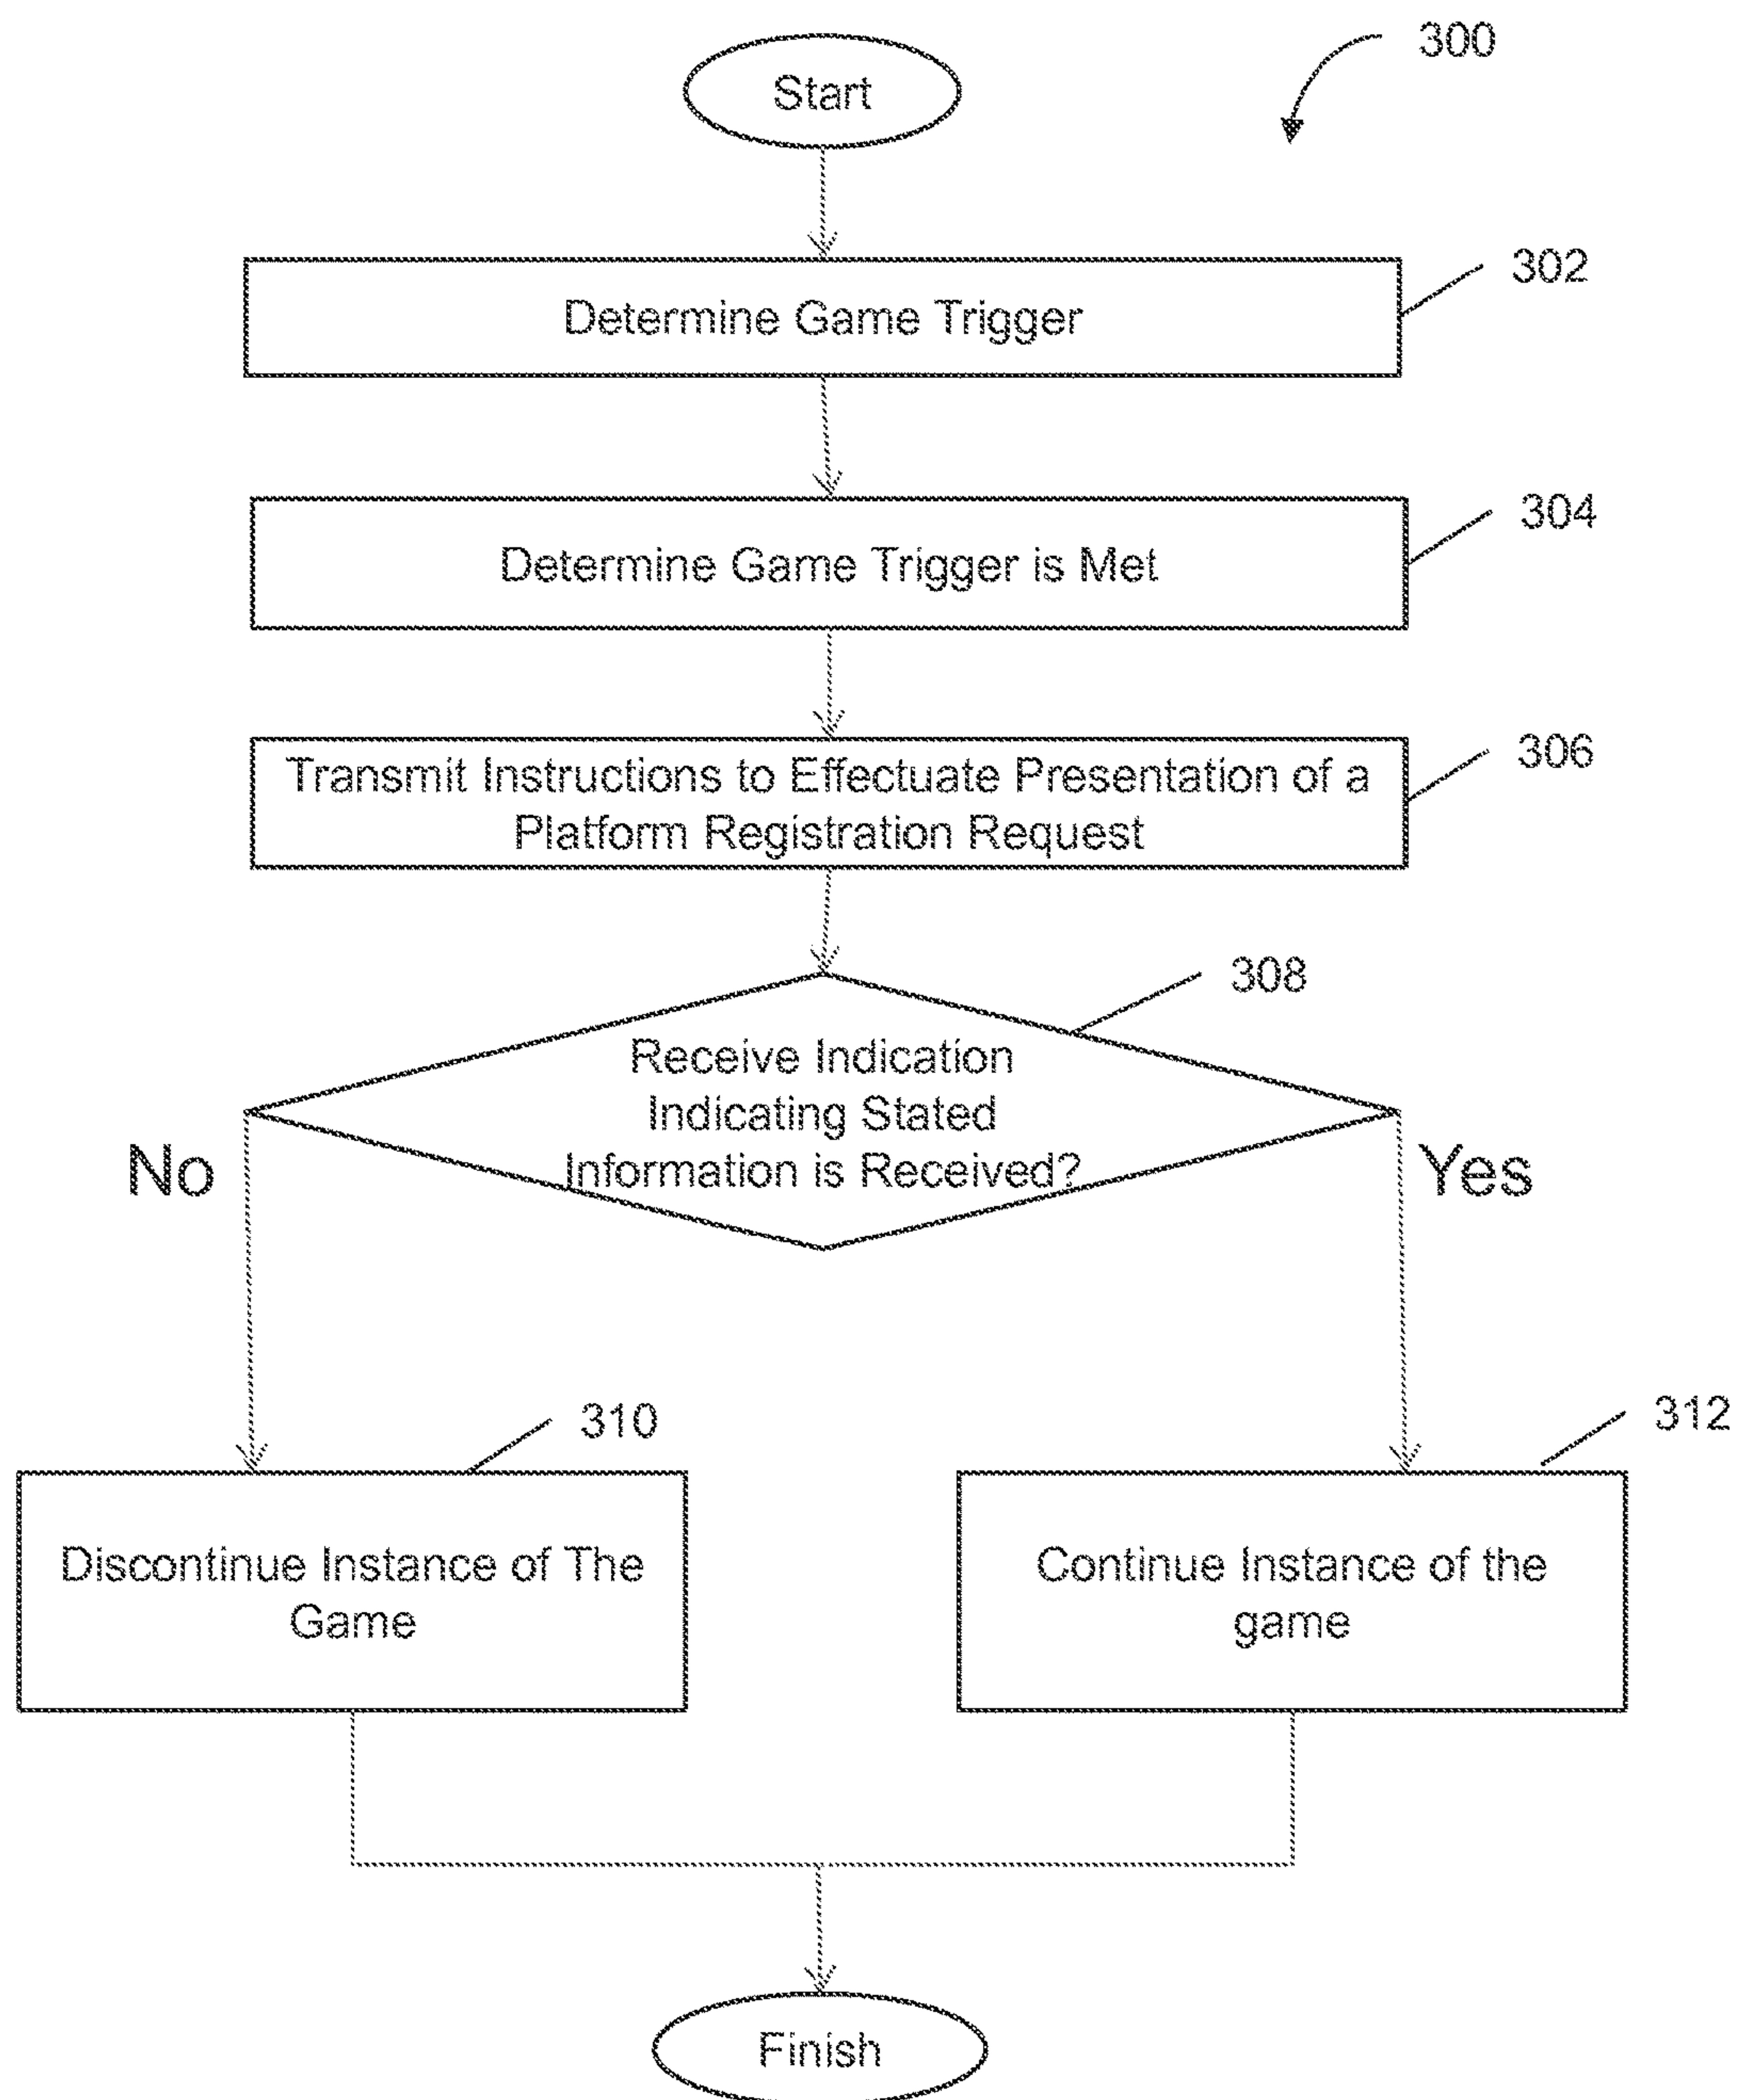 300
Start
302
Determine Game Trigger
304
Determine Game Trigger is Met
306
Transmit Instructions to Effectuate Presentation of a
Platform Registration Request
308
Receive Indication
Indicating Stated
Information is Received?
No
Yes
310
312
Discontinue Instance of The
Game
Continue Instance of the
game
Finish